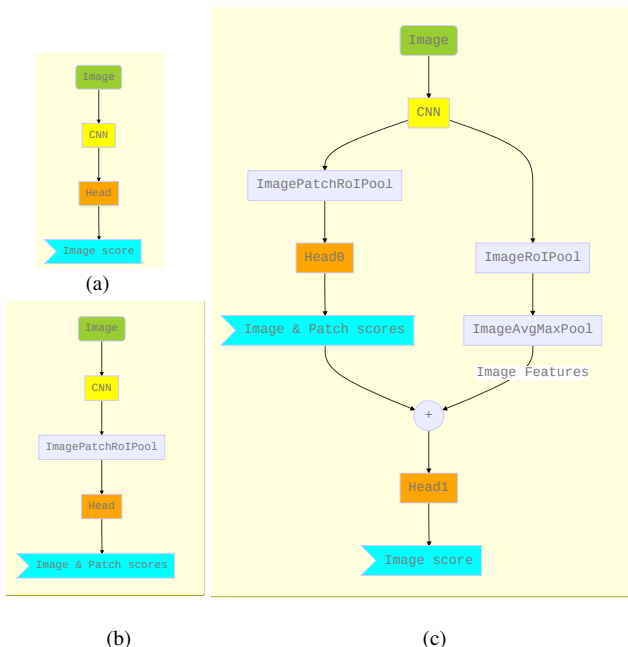 Image
CNN
Head
Image score
(a)
Image
CNN
ImagePatchRoIPool
Head
Image & Patch scores
(b)
Image
CNN
ImagePatchRoIPool
Head0
ImageRoIPool
Image & Patch scores
ImageAvgMaxPool
Image Features
+
Head1
Image score
(c)